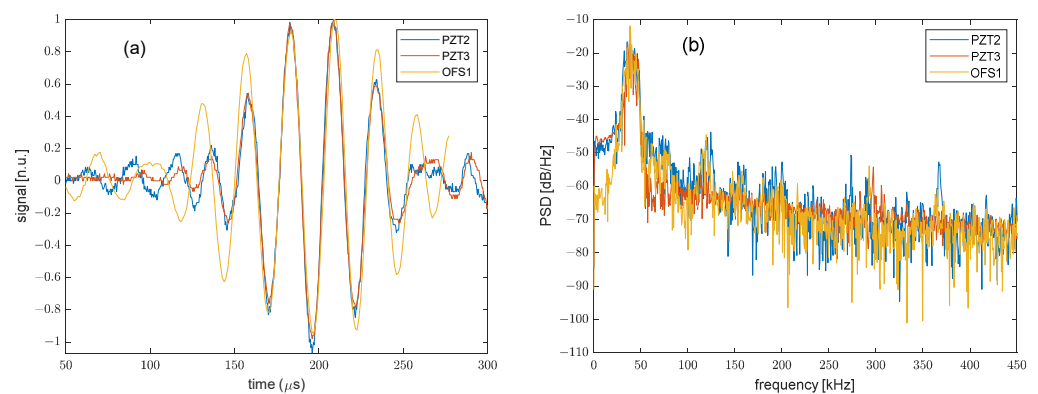 (a)
PZT2
PZT3
OFS1
1
0.8
0.6
0.4
0.2
0
−0.2
−0.4
−0.6
−0.8
−1
signal [n.u.]
50 100 150 200 250 300
time (μs)
(b)
PZT2
PZT3
OFS1
−10
−20
−30
−40
−50
−60
−70
−80
−90
−100
−110
PSD [dB/Hz]
0 50 100 150 200 250 300 350 400 450
frequency [kHz]